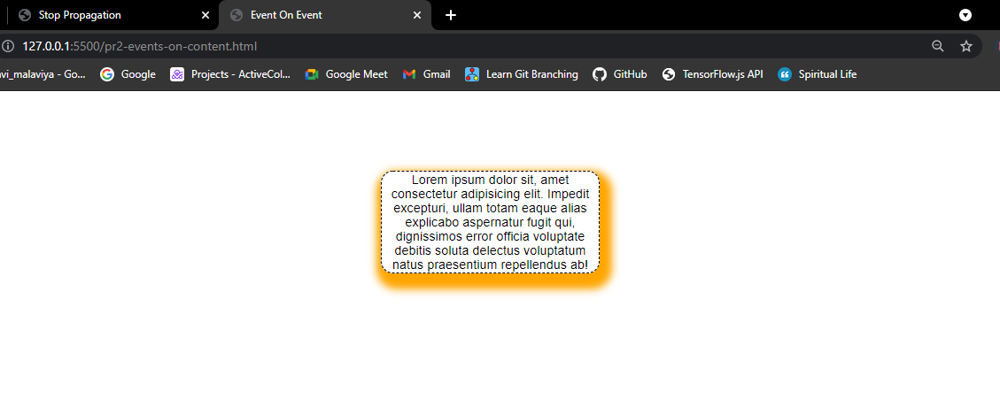 Stop Propagation
Event On Event
127.0.0.1:5500/pr2-events-on-content.html
vi_malaviya - Go... Google Projects - ActiveCol... Google Meet Gmail Learn Git Branching GitHub TensorFlow.js API Spiritual Life
Lorem ipsum dolor sit, amet
consectetur adipisicing elit. Impedit
excepturi, ullam totam eaque alias
explicabo aspernatur fugit qui,
dignissimos error officia voluptate
debitis soluta delectus voluptatum
natus praesentium repellendus ab!